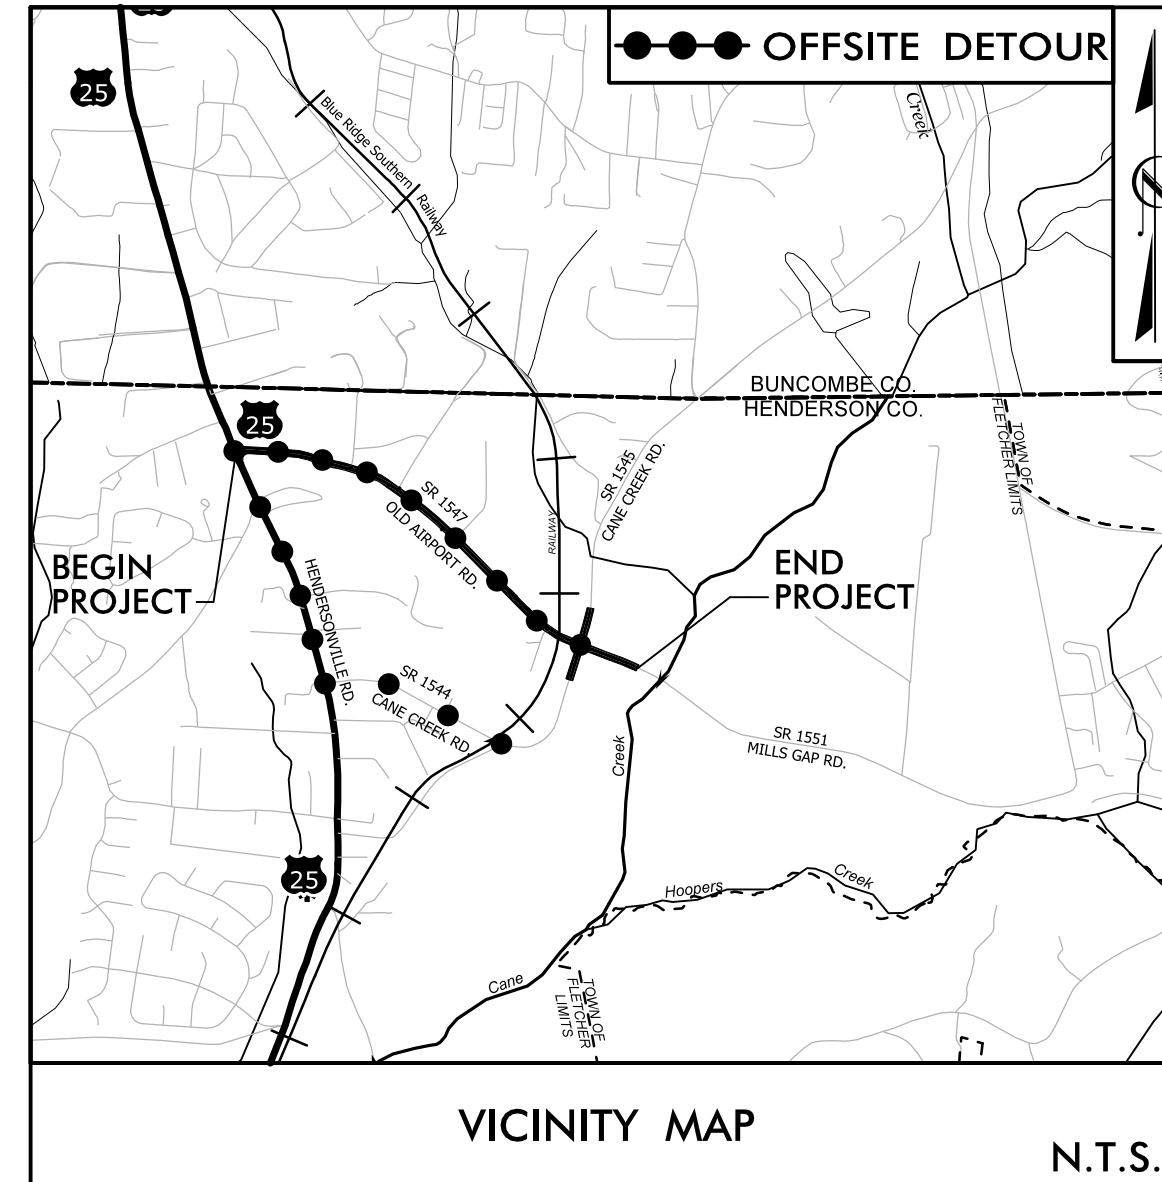 OFFSITE DETOUR
25
Creek
Blue Ridge Southern
Railway
BUNCOMBE CO.
HENDERSON CO.
25
TOWN OF
FLETCHER LIMITS
SR 1545
CANE CREEK RD.
SR 1547
OLD AIRPORT RD.
RAILWAY
BEGIN
PROJECT
END
PROJECT
HENDERSONVILLE RD.
SR 1544
CANE CREEK RD.
SR 1551
MILLS GAP RD.
Creek
25
Hoopers
Creek
Cane
TOWN OF
FLETCHER
LIMITS
VICINITY MAP
N.T.S.